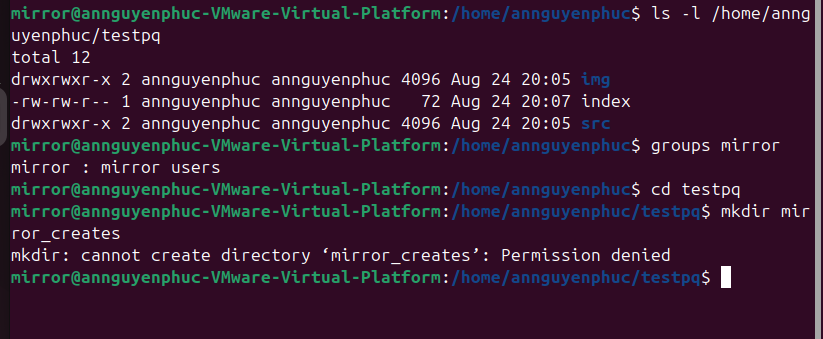 mirror@annguyenphuc-VMware-Virtual-Platform:/home/annguyenphuc$ ls -l /home/anng
uyenphuc/testpq
total 12
drwxrwxr-x 2 annguyenphuc annguyenphuc 4096 Aug 24 20:05 img
-rw-rw-r-- 1 annguyenphuc annguyenphuc   72 Aug 24 20:07 index
drwxrwxr-x 2 annguyenphuc annguyenphuc 4096 Aug 24 20:05 src
mirror@annguyenphuc-VMware-Virtual-Platform:/home/annguyenphuc$ groups mirror
mirror : mirror users
mirror@annguyenphuc-VMware-Virtual-Platform:/home/annguyenphuc$ cd testpq
mirror@annguyenphuc-VMware-Virtual-Platform:/home/annguyenphuc/testpq$ mkdir mir
ror_creates
mkdir: cannot create directory ‘mirror_creates’: Permission denied
mirror@annguyenphuc-VMware-Virtual-Platform:/home/annguyenphuc/testpq$